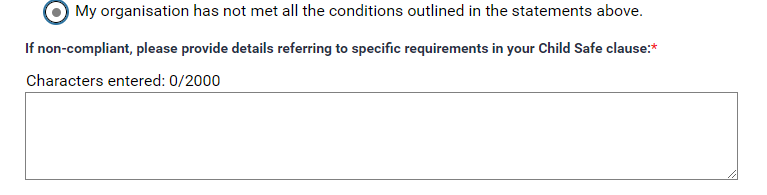 My organisation has not met all the conditions outlined in the statements above.
If non-compliant, please provide details referring to specific requirements in your Child Safe clause:*
Characters entered: 0/2000